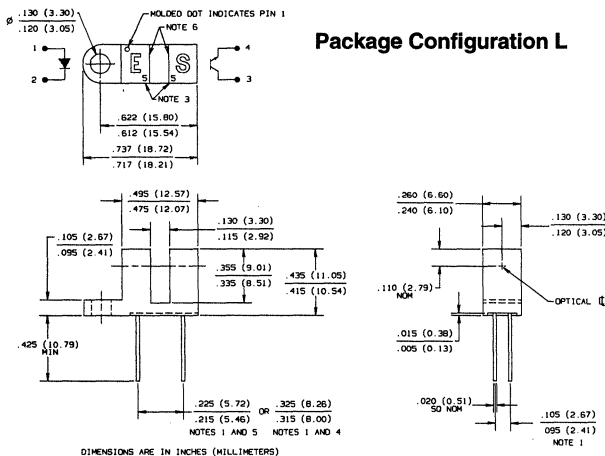 Ø .130 (3.30)
.120 (3.05)
MOLDED DOT INDICATES PIN 1
NOTE 6
Package Configuration L
1
2
E
S
5
5
4
3
NOTE 3
.622 (15.80)
.612 (15.54)
.737 (18.72)
.717 (18.21)
.495 (12.57)
.475 (12.07)
.130 (3.30)
.115 (2.92)
.105 (2.67)
.095 (2.41)
.355 (9.01)
.335 (8.51)
.435 (11.05)
.415 (10.54)
.425 (10.79)
MIN
.225 (5.72)
.215 (5.46)
OR
.325 (8.26)
.315 (8.00)
NOTES 1 AND 5
NOTES 1 AND 4
.260 (6.60)
.240 (6.10)
.130 (3.30)
.120 (3.05)
.110 (2.79)
NOM
OPTICAL ℄
.015 (0.38)
.005 (0.13)
.020 (0.51)
SQ NOM
.105 (2.67)
095 (2.41)
NOTE 1
DIMENSIONS ARE IN INCHES (MILLIMETERS)